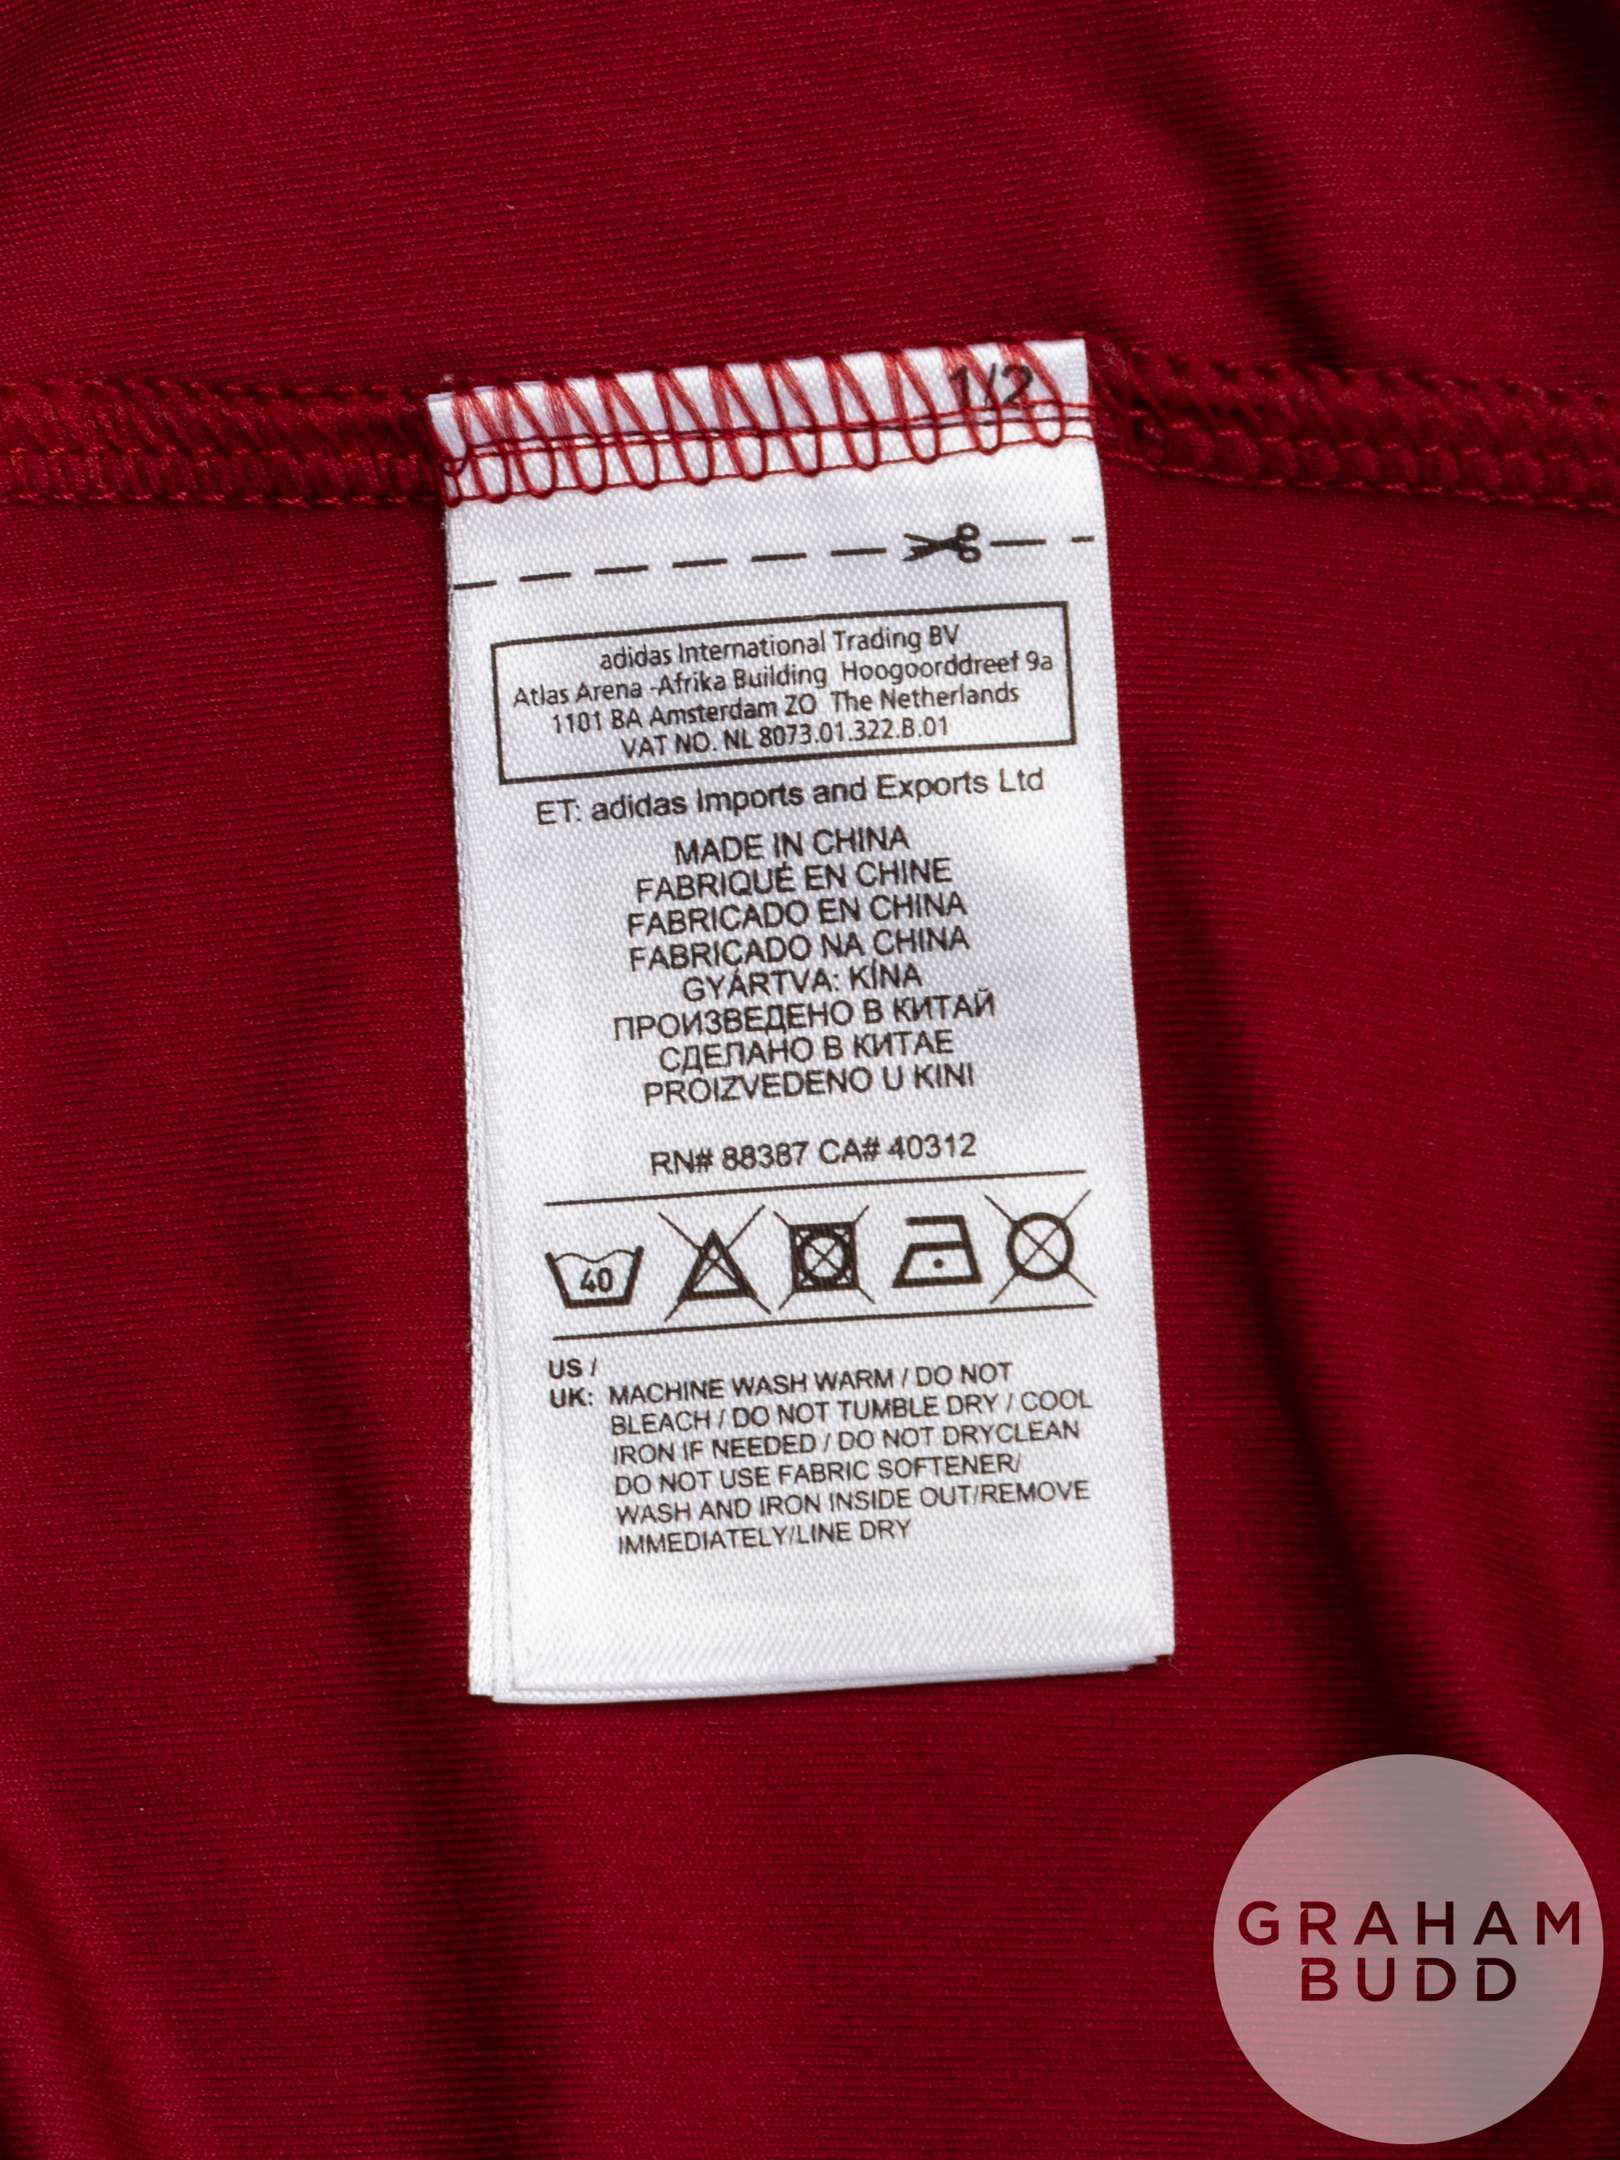 1/2
adidas International Trading BV
Atlas Arena -Afrika Building Hoogoorddreef 9a
1101 BA Amsterdam ZO The Netherlands
VAT NO. NL 8073.01.322.B.01
ET: adidas Imports and Exports Ltd
MADE IN CHINA
FABRIQUÉ EN CHINE
FABRICADO EN CHINA
FABRICADO NA CHINA
GYÁRTVA: KÍNA
ПРОИЗВЕДЕНО В КИТАЙ
СДЕЛАНО В КИТАЕ
PROIZVEDENO U KINI
RN# 88387 CA# 40312
40
US /
UK: MACHINE WASH WARM / DO NOT
BLEACH / DO NOT TUMBLE DRY / COOL
IRON IF NEEDED / DO NOT DRYCLEAN
DO NOT USE FABRIC SOFTENER/
WASH AND IRON INSIDE OUT/REMOVE
IMMEDIATELY/LINE DRY
GRAHAM
BUDD